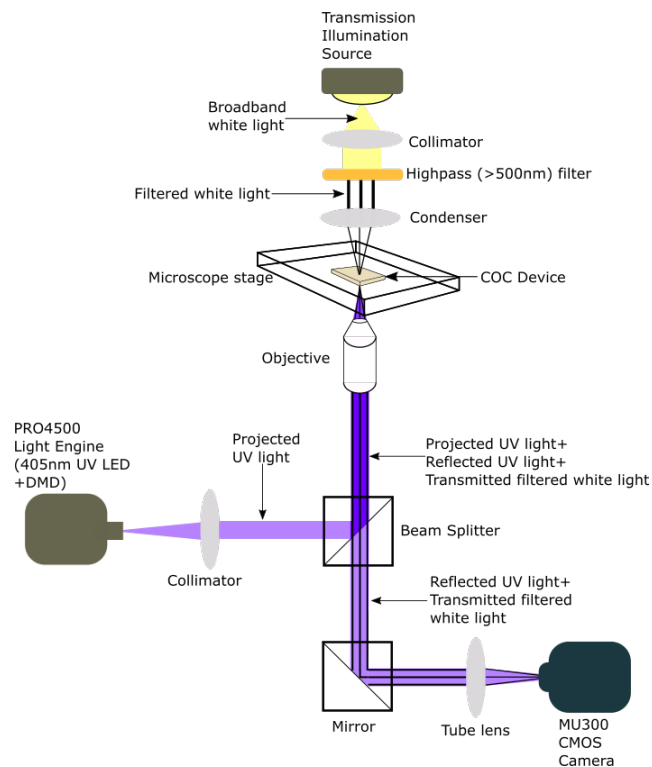 Transmission
Illumination
Source
Broadband
white light
Collimator
Highpass (>500nm) filter
Filtered white light
Condenser
Microscope stage
COC Device
Objective
PRO4500
Light Engine
(405nm UV LED
+DMD)
Projected
UV light
Projected UV light+
Reflected UV light+
Transmitted filtered white light
Beam Splitter
Collimator
Reflected UV light+
Transmitted filtered
white light
Mirror
Tube lens
MU300
CMOS
Camera